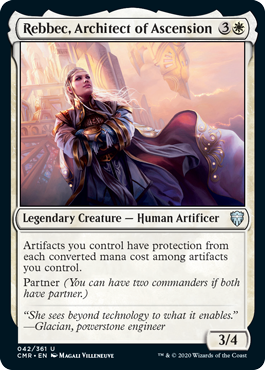 Rebbec, Architect of Ascension 3
Legendary Creature — Human Artificer
Artifacts you control have protection from
each converted mana cost among artifacts
you control.
Partner (You can have two commanders if both
have partner.)
“She sees beyond technology to what it enables.”
—Glacian, powerstone engineer
3/4
042/361 U
CMR • EN MAGALI VILLENEUVE
™ & © 2020 Wizards of the Coast